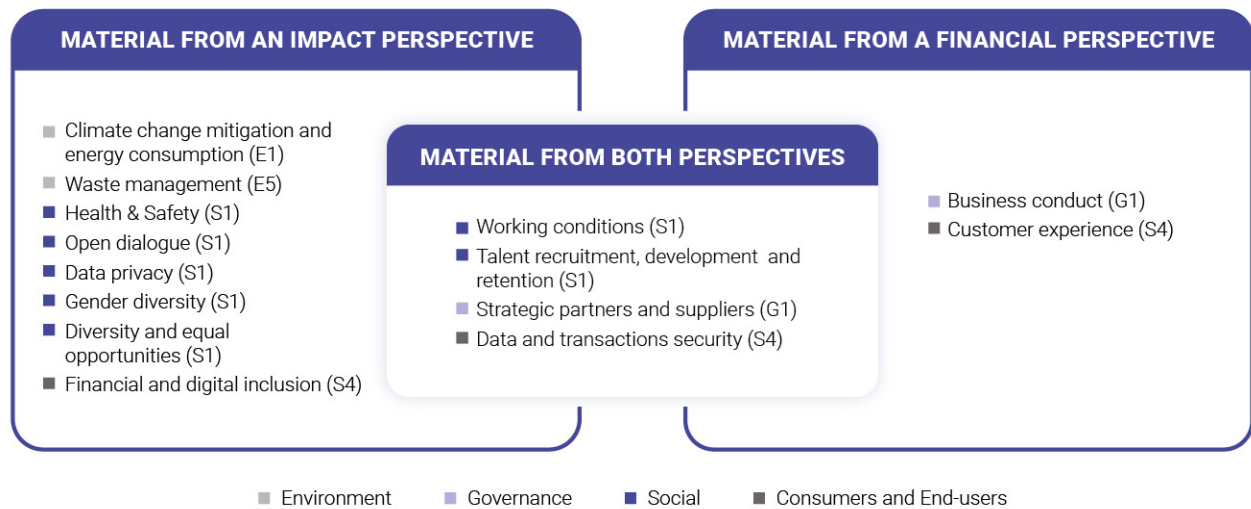 MATERIAL FROM AN IMPACT PERSPECTIVE
Climate change mitigation and
energy consumption (E1)
Waste management (E5)
Health & Safety (S1)
Open dialogue (S1)
Data privacy (S1)
Gender diversity (S1)
Diversity and equal
opportunities (S1)
Financial and digital inclusion (S4)
MATERIAL FROM BOTH PERSPECTIVES
Working conditions (S1)
Talent recruitment, development and
retention (S1)
Strategic partners and suppliers (G1)
Data and transactions security (S4)
MATERIAL FROM A FINANCIAL PERSPECTIVE
Business conduct (G1)
Customer experience (S4)
Environment
Governance
Social
Consumers and End-users